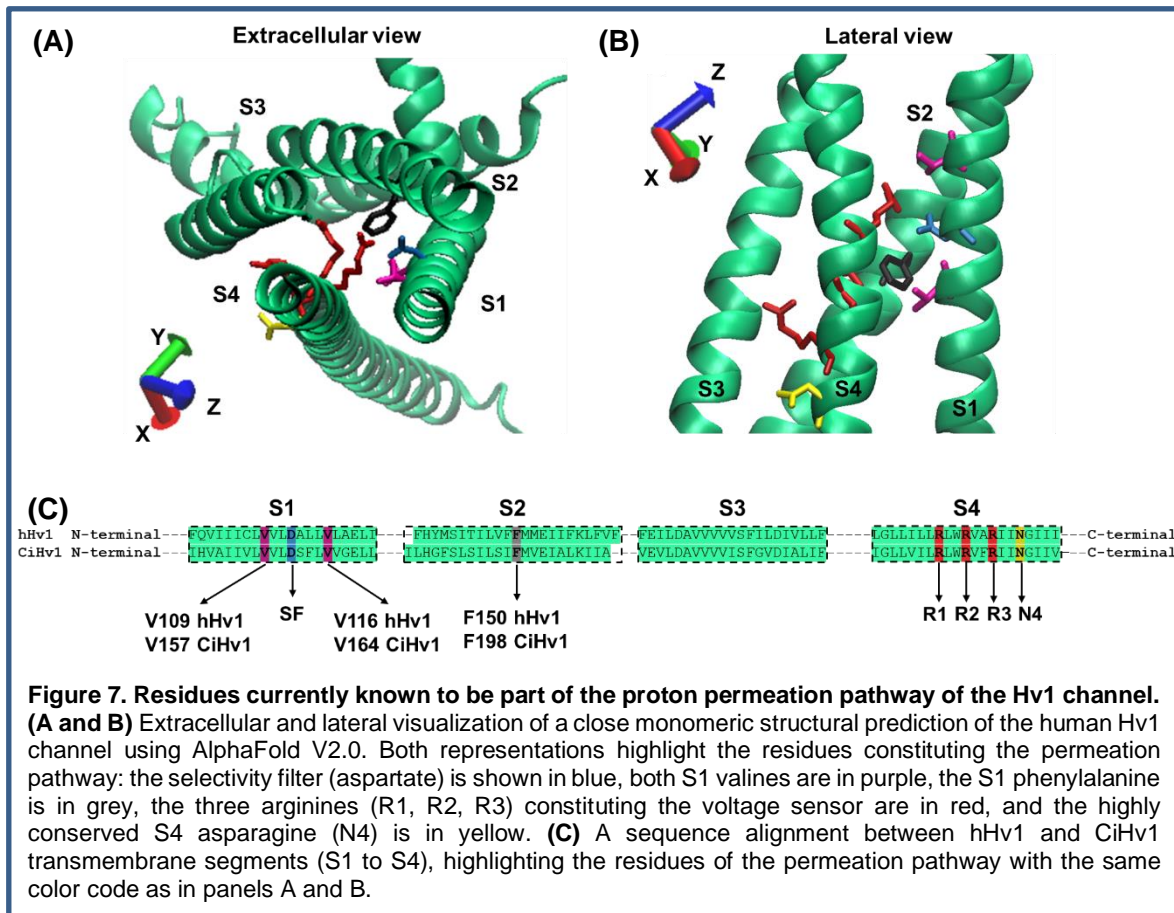 (A)
Extracellular view
S3
S2
S4
S1
Y
Z
X
(B)
Lateral view
Z
Y
X
S2
S3
S4
S1
(C)
S1 S2 S3 S4
hHv1 N-terminal FQVIIICLVVLDALLVLAELI FHYMSITILVFFMMEIIFKLFVF FEILDAVVVVVSFILDIVLLF LGLLILLRLWRVARIINGIII C-terminal
CiHv1 N-terminal IHVAIIVLVVLDSFLVVGELI ILHGFSLSILSIFMVEIALKIIA VEVLDAVVVVISFGVDIALIF LGLLVILRLWRVFRIINGIIV C-terminal
V109 hHv1
V157 CiHv1
SF
V116 hHv1
V164 CiHv1
F150 hHv1
F198 CiHv1
R1 R2 R3 N4
Figure 7. Residues currently known to be part of the proton permeation pathway of the Hv1 channel.
(A and B) Extracellular and lateral visualization of a close monomeric structural prediction of the human Hv1
channel using AlphaFold V2.0. Both representations highlight the residues constituting the permeation
pathway: the selectivity filter (aspartate) is shown in blue, both S1 valines are in purple, the S1 phenylalanine
is in grey, the three arginines (R1, R2, R3) constituting the voltage sensor are in red, and the highly
conserved S4 asparagine (N4) is in yellow. (C) A sequence alignment between hHv1 and CiHv1
transmembrane segments (S1 to S4), highlighting the residues of the permeation pathway with the same
color code as in panels A and B.